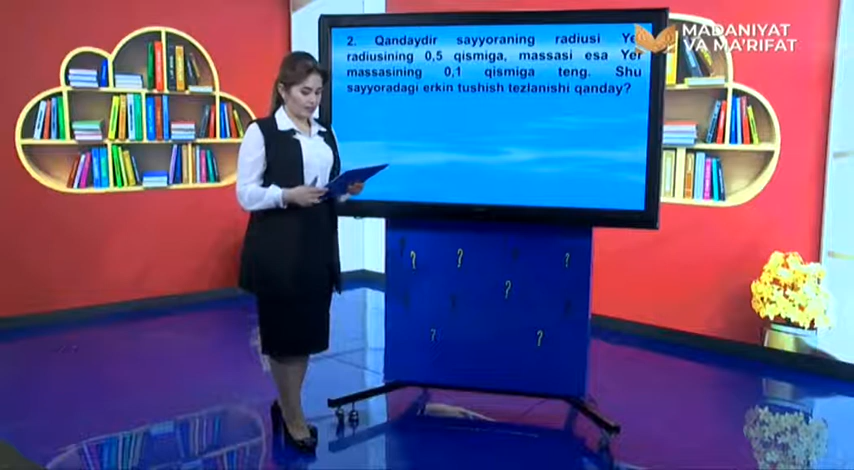 MADANIYAT
VA MA'RIFAT
2. Qandaydir sayyoraning radiusi Ye
radiusining 0,5 qismiga, massasi esa Yer
massasining 0,1 qismiga teng. Shu
sayyoradagi erkin tushish tezlanishi qanday?
? ? ? ? ? ?